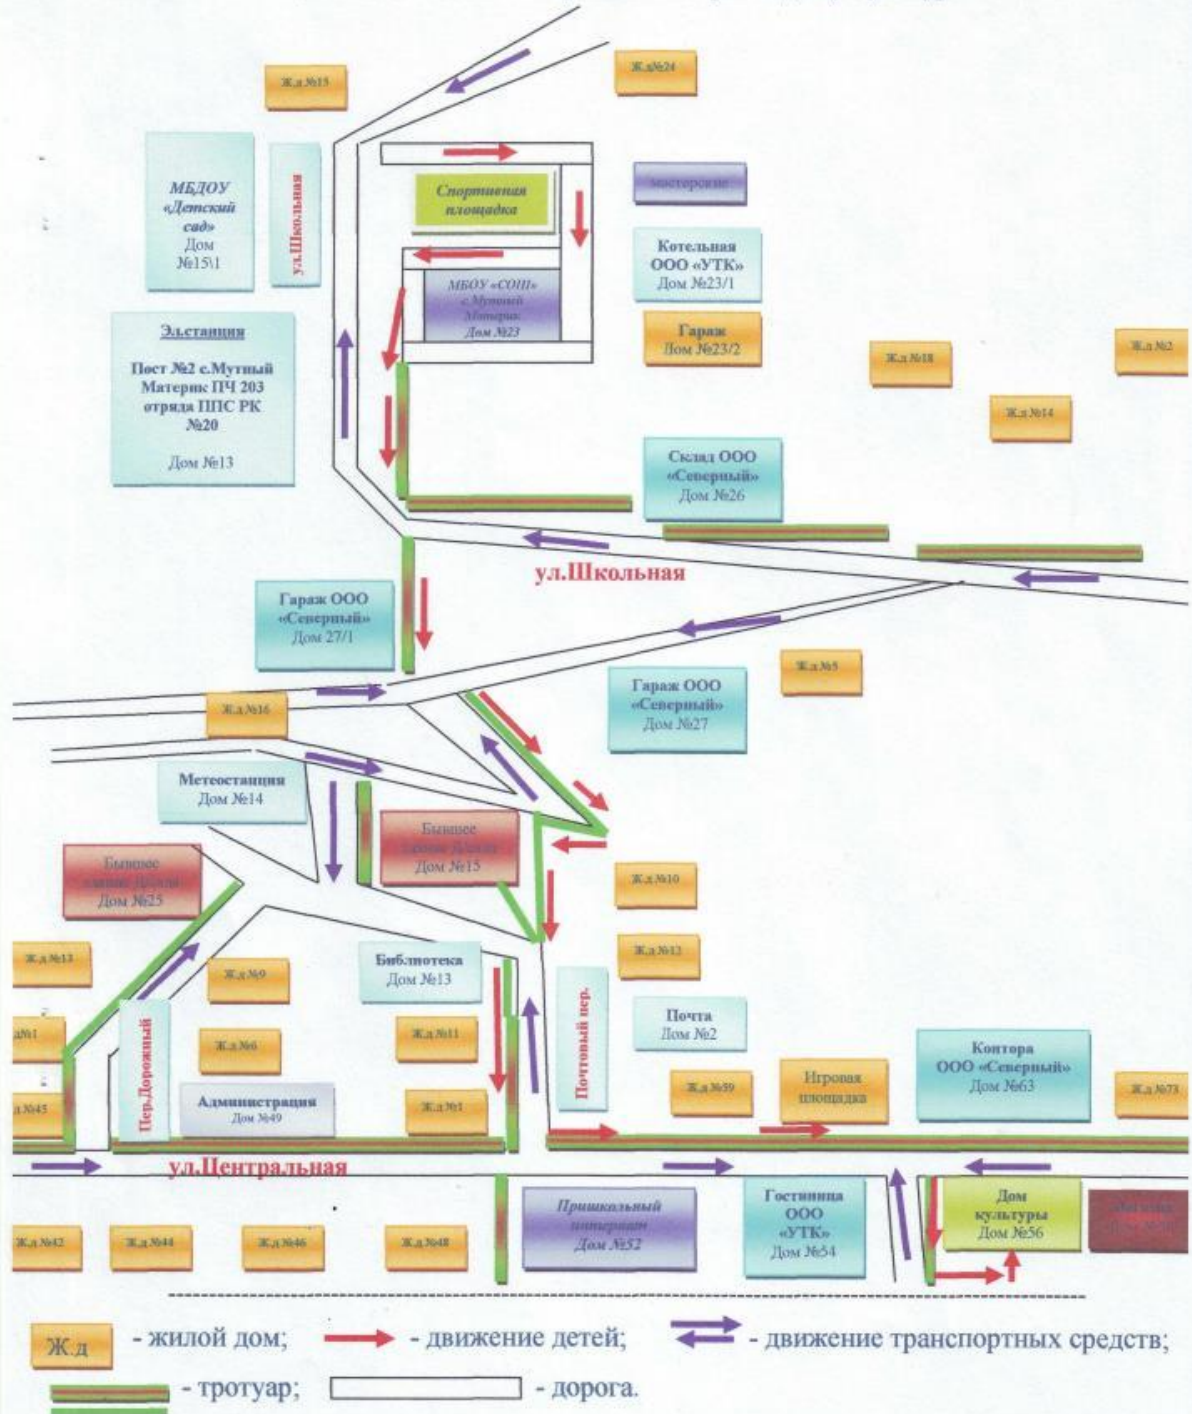 Ж.д №15
Ж.д№24
МБДОУ
«Детский
сад»
Дом
№15\1
ул.Школьная
Спортивная
площадка
мастерские
Котельная
ООО «УТК»
Дом №23/1
МБОУ «СОШ»
с.Мутный
Материк
Дом №23
Гараж
Дом №23/2
Эл.станция
Пост №2 с.Мутный
Материк ПЧ 203
отряда ППС РК
№20
Дом №13
Ж.д №18
Ж.д №2
Ж.д №14
Склад ООО
«Северный»
Дом №26
ул.Школьная
Гараж ООО
«Северный»
Дом 27/1
Ж.д №5
Гараж ООО
«Северный»
Дом №27
Ж.д №16
Метеостанция
Дом №14
Бывшее
Дом №15
Бывшее
Дом №25
Ж.д №10
Ж.д №13
Ж.д №9
Библиотека
Дом №13
Ж.д №12
Почтовый пер.
Почта
Дом №2
д№1
Пер.Дорожный
Ж.д №6
Ж.д №11
Контора
ООО «Северный»
Дом №63
Ж.д №59
Игровая
площадка
Ж.д №73
д №45
Администрация
Дом №49
Ж.д №1
ул.Центральная
Пришкольный
интернат
Дом №52
Гостиница
ООО
«УТК»
Дом №54
Дом
культуры
Дом №56
Ж.д №42
Ж.д №44
Ж.д №46
Ж.д №48
Ж.д
- жилой дом;
- движение детей;
- движение транспортных средств;
- тротуар;
- дорога.